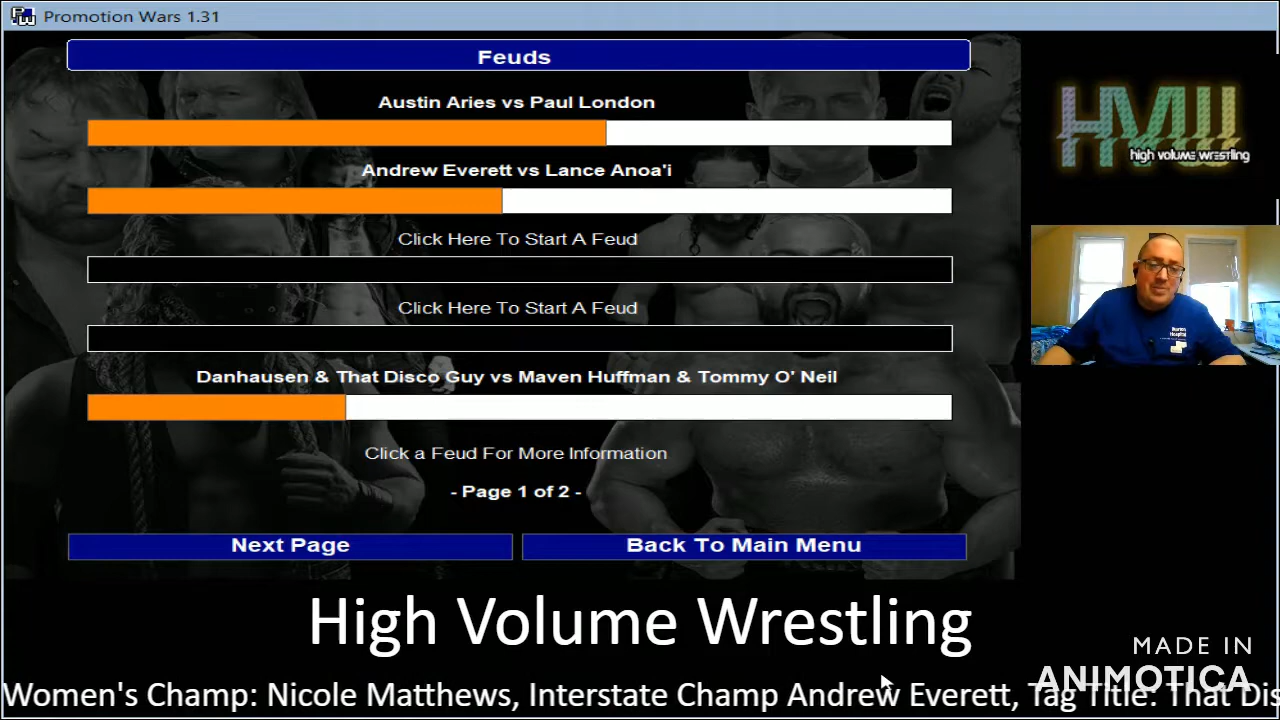 Promotion Wars 1.31
Feuds
Austin Aries vs Paul London
Andrew Everett vs Lance Anoa'i
Click Here To Start A Feud
Click Here To Start A Feud
Danhausen & That Disco Guy vs Maven Huffman & Tommy O' Neil
Click a Feud For More Information
- Page 1 of 2 -
Next Page
Back To Main Menu
HVW
high volume wrestling
Hospital
High Volume Wrestling
MADE IN
ANIMOTICA
Women's Champ: Nicole Matthews, Interstate Champ Andrew Everett, Tag Title: That Dis